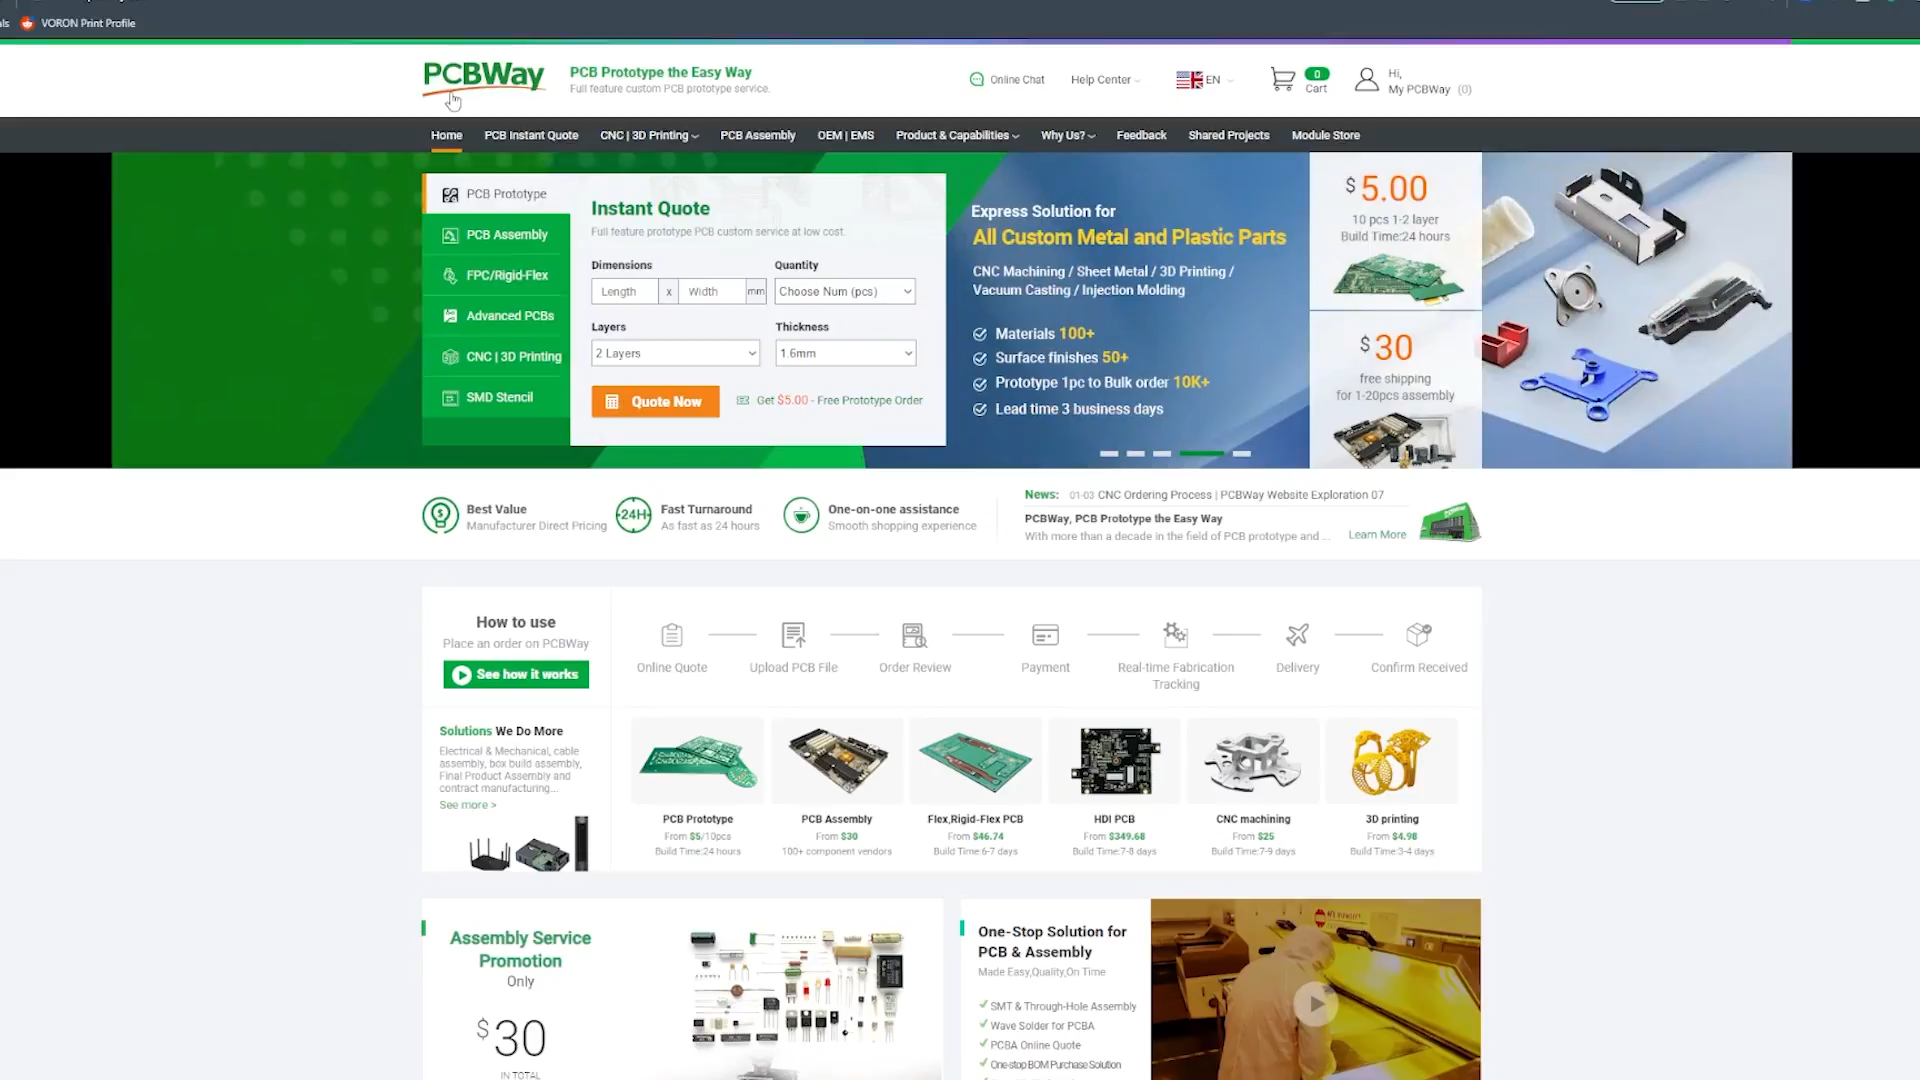 VORON Print Profile
PCBWay
PCB Prototype the Easy Way
Full feature custom PCB prototype service.
Online Chat
Help Center
EN
0
Cart
Hi,
My PCBWay (0)
Home
PCB Instant Quote
CNC | 3D Printing
PCB Assembly
OEM | EMS
Product & Capabilities
Why Us?
Feedback
Shared Projects
Module Store
PCB Prototype
PCB Assembly
FPC/Rigid-Flex
Advanced PCBs
CNC | 3D Printing
SMD Stencil
Instant Quote
Full feature prototype PCB custom service at low cost.
Dimensions
Quantity
Length x Width mm
Choose Num (pcs)
Layers
Thickness
2 Layers
1.6mm
Quote Now
Get $5.00 - Free Prototype Order
Express Solution for
All Custom Metal and Plastic Parts
CNC Machining / Sheet Metal / 3D Printing /
Vacuum Casting / Injection Molding
Materials 100+
Surface finishes 50+
Prototype 1pc to Bulk order 10K+
Lead time 3 business days
$5.00
10 pcs 1-2 layer
Build Time:24 hours
$30
free shipping
for 1-20pcs assembly
Best Value
Manufacturer Direct Pricing
24H
Fast Turnaround
As fast as 24 hours
One-on-one assistance
Smooth shopping experience
News: 01-03 CNC Ordering Process | PCBWay Website Exploration 07
PCBWay, PCB Prototype the Easy Way
With more than a decade in the field of PCB prototype and ...
Learn More
How to use
Place an order on PCBWay
See how it works
Online Quote
Upload PCB File
Order Review
Payment
Real-time Fabrication
Tracking
Delivery
Confirm Received
Solutions We Do More
Electrical & Mechanical, cable
assembly, box build assembly,
Final Product Assembly and
contract manufacturing...
See more >
PCB Prototype
From $5/10pcs
Build Time:24 hours
PCB Assembly
From $30
100+ component vendors
Flex,Rigid-Flex PCB
From $46.74
Build Time:6-7 days
HDI PCB
From $349.68
Build Time:7-8 days
CNC machining
From $25
Build Time:7-9 days
3D printing
From $4.98
Build Time:3-4 days
Assembly Service
Promotion
Only
$30
IN TOTAL
One-Stop Solution for
PCB & Assembly
Made Easy,Quality,On Time
SMT & Through-Hole Assembly
Wave Solder for PCBA
PCBA Online Quote
One-stop BOM Purchase Solution